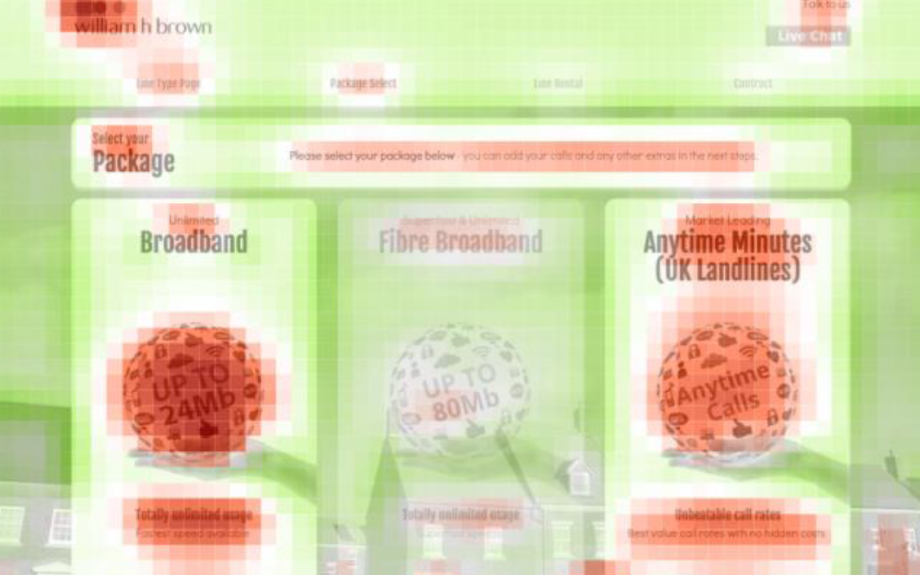 william h brown
Talk to us
Live Chat
Line Type Page
Package Select
Line Rental
Contract
Select your
Package
Please select your package below - you can add your calls and any other extras in the next steps.
Unlimited
Broadband
Superfast & Unlimited
Fibre Broadband
Market Leading
Anytime Minutes
(UK Landlines)
UP TO
24Mb
UP TO
80Mb
Anytime
Calls
Totally unlimited usage
Fastest speed available
Totally unlimited usage
Unbeatable call rates
Best value call rates with no hidden costs